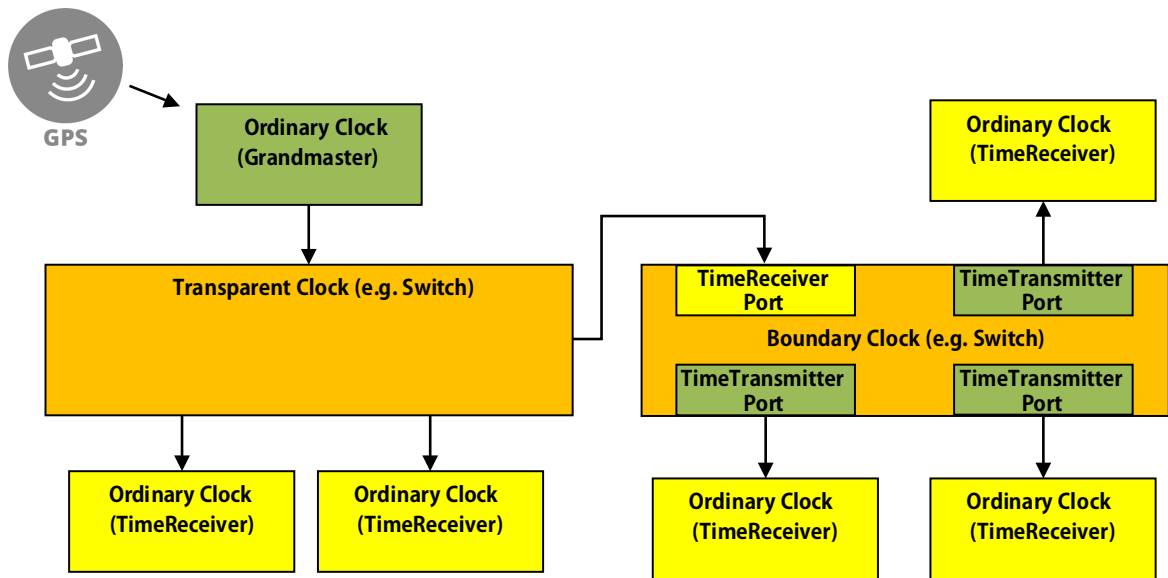 GPS
Ordinary Clock
(Grandmaster)
Ordinary Clock
(TimeReceiver)
Transparent Clock (e.g. Switch)
TimeReceiver
Port
TimeTransmitter
Port
Boundary Clock (e.g. Switch)
TimeTransmitter
Port
TimeTransmitter
Port
Ordinary Clock
(TimeReceiver)
Ordinary Clock
(TimeReceiver)
Ordinary Clock
(TimeReceiver)
Ordinary Clock
(TimeReceiver)